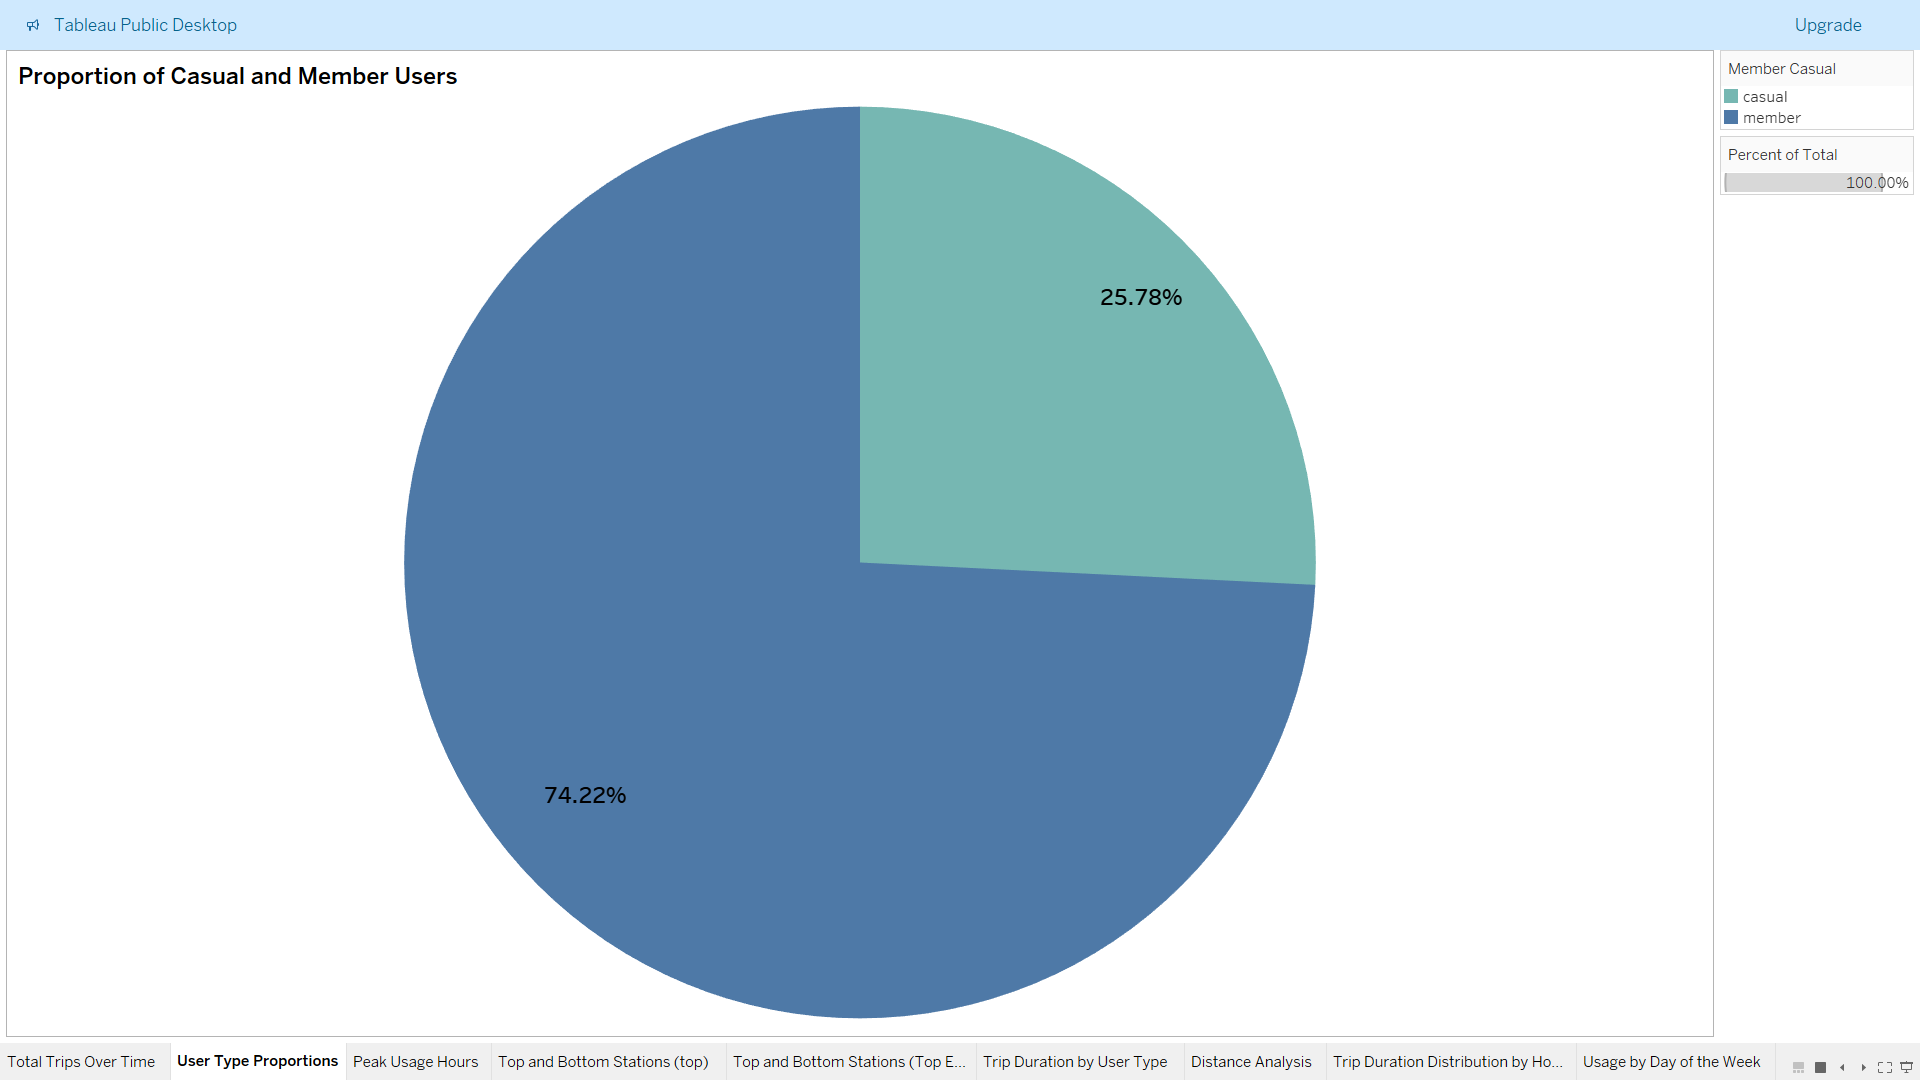 Tableau Public Desktop
Upgrade
Proportion of Casual and Member Users
Member Casual
casual
member
Percent of Total
100.00%
25.78%
74.22%
Total Trips Over Time
User Type Proportions
Peak Usage Hours
Top and Bottom Stations (top)
Top and Bottom Stations (Top E...
Trip Duration by User Type
Distance Analysis
Trip Duration Distribution by Ho...
Usage by Day of the Week